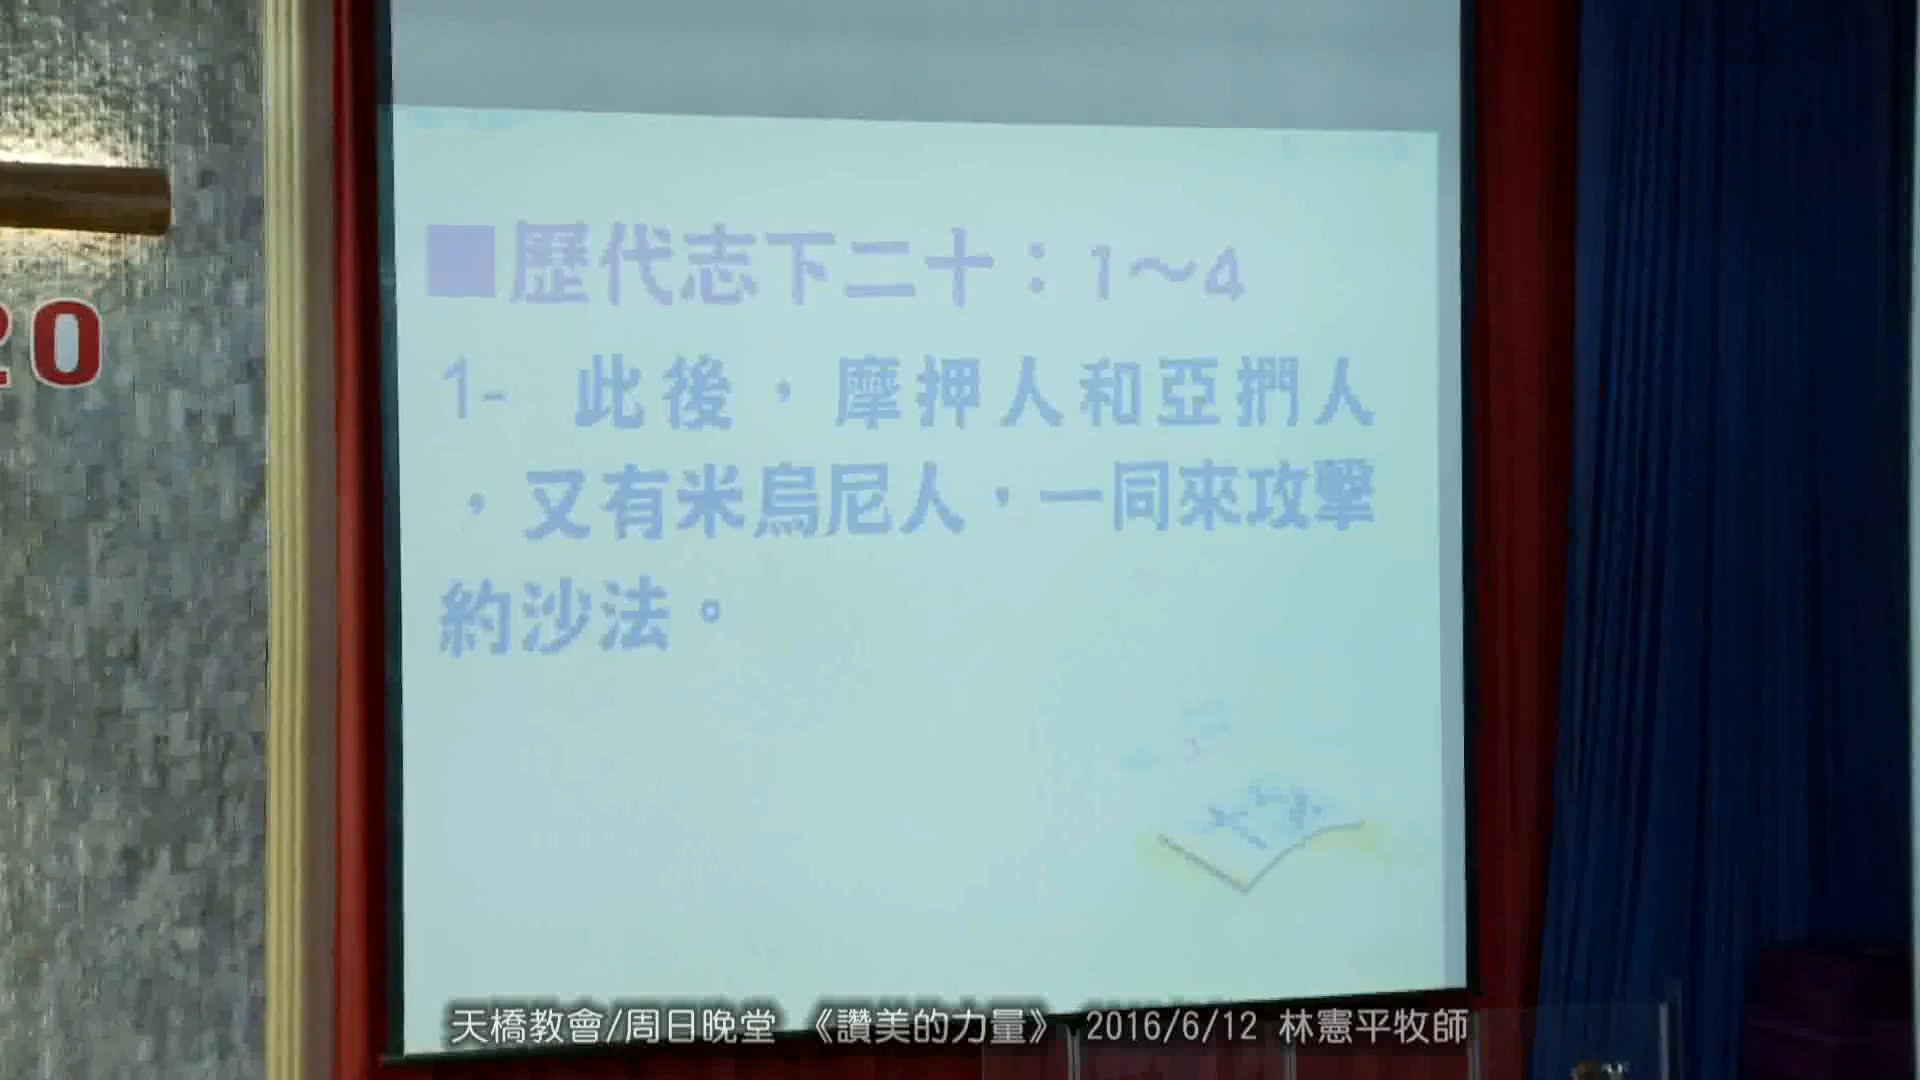 20
■歷代志下二十：1～4
1- 此後，摩押人和亞捫人
，又有米烏尼人，一同來攻擊
約沙法。
天橋教會/周日晚堂 《讚美的力量》 2016/6/12 林憲平牧師